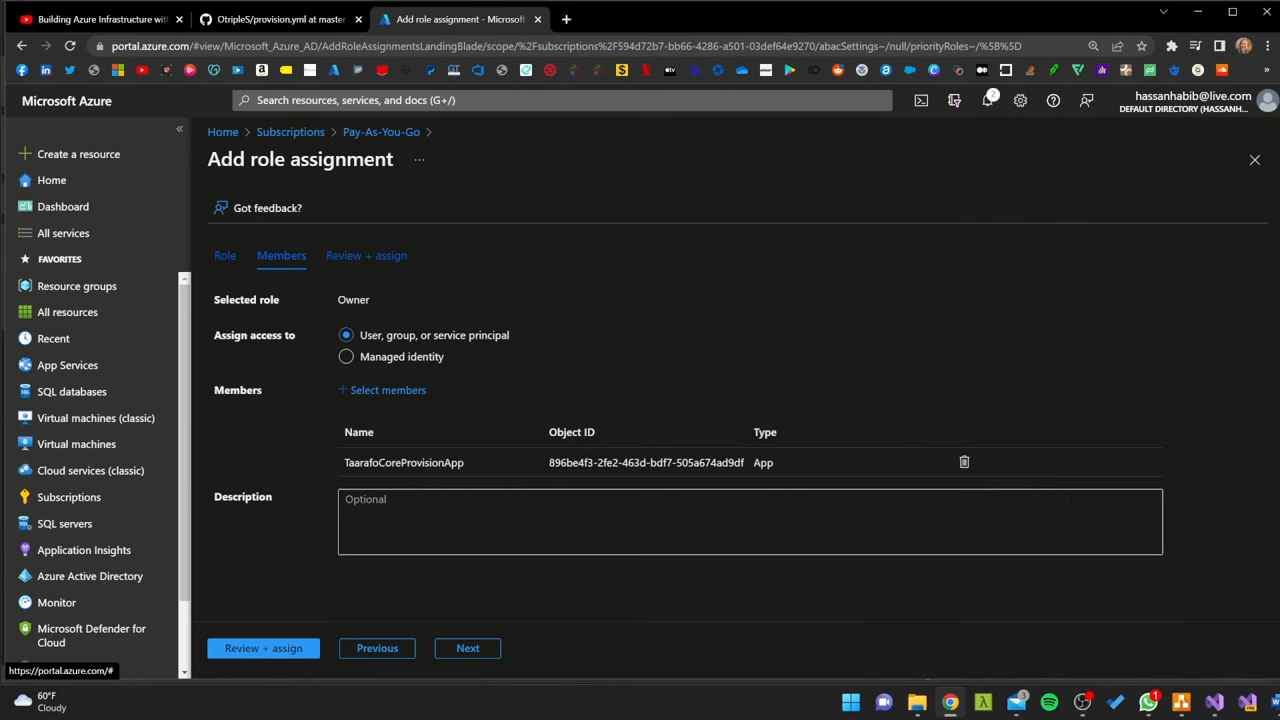 Building Azure Infrastructure with
OtripleS/provision.yml at master
Add role assignment - Microsoft
portal.azure.com/#view/Microsoft_Azure_AD/AddRoleAssignmentsLandingBlade/scope/%2Fsubscriptions%2F594d72b7-bb66-4286-a501-03def64e9270/abacSettings~/null/priorityRoles~/%5B%5D
Microsoft Azure
Search resources, services, and docs (G+/)
2
hassanhabib@live.com
DEFAULT DIRECTORY (HASSANH...
Home > Subscriptions > Pay-As-You-Go >
Add role assignment ...
Got feedback?
Role
Members
Review + assign
Selected role
Owner
Assign access to
User, group, or service principal
Managed identity
Members
+ Select members
Name
Object ID
Type
TaarafoCoreProvisionApp
896be4f3-2fe2-463d-bdf7-505a674ad9df
App
Description
Optional
Review + assign
Previous
Next
Create a resource
Home
Dashboard
All services
FAVORITES
Resource groups
All resources
Recent
App Services
SQL databases
Virtual machines (classic)
Virtual machines
Cloud services (classic)
Subscriptions
SQL servers
Application Insights
Azure Active Directory
Monitor
Microsoft Defender for
Cloud
https://portal.azure.com/#
60°F
Cloudy
3
1